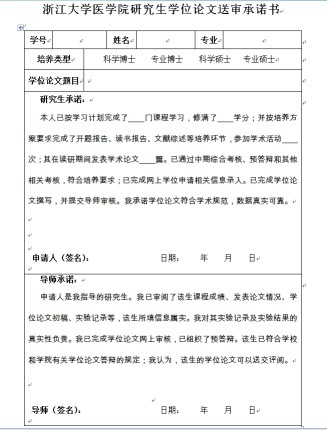 浙江大学医学院研究生学位论文送审承诺书
学号 姓名 专业
培养类型 科学博士 专业博士 科学硕士 专业硕士
学位论文题目
研究生承诺:
本人已按学习计划完成了____门课程学习,修满了____学分;并按培养方
案要求完成了开题报告、读书报告、文献综述等培养环节,参加学术活动____
次;其在读研期间发表学术论文____篇。已通过中期综合考核、预答辩和其他
相关考核,符合培养要求;已完成网上学位申请相关信息录入。已完成学位论
文撰写,并提交导师审核。我承诺学位论文符合学术规范,数据真实可靠。
申请人(签名): 日期: 年 月 日
导师承诺:
申请人是我指导的研究生。我已审阅了该生课程成绩、发表论文情况、学
位论文初稿、实验记录等,该生所填信息属实。我对其实验记录及实验结果的
真实性负责。我已完成学位论文网上审核,已组织了预答辩。该生已符合学校
和学院有关学位论文答辩的规定;我认为,该生的学位论文可以送交评阅。
导师(签名): 日期: 年 月 日